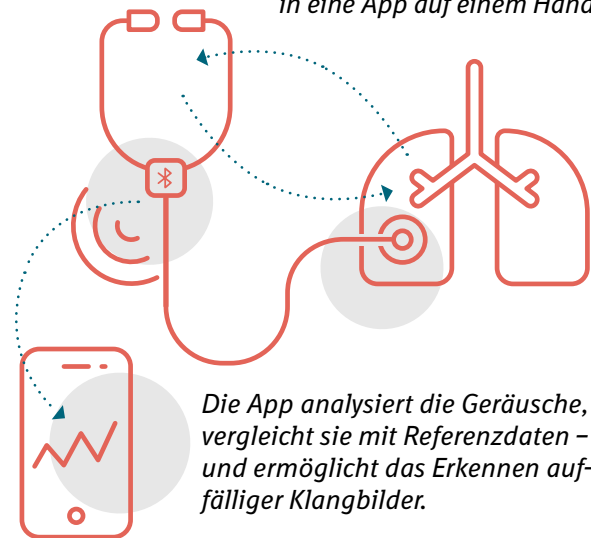 in eine App auf einem Hand
Die App analysiert die Geräusche,
vergleicht sie mit Referenzdaten –
und ermöglicht das Erkennen auf-
fälliger Klangbilder.